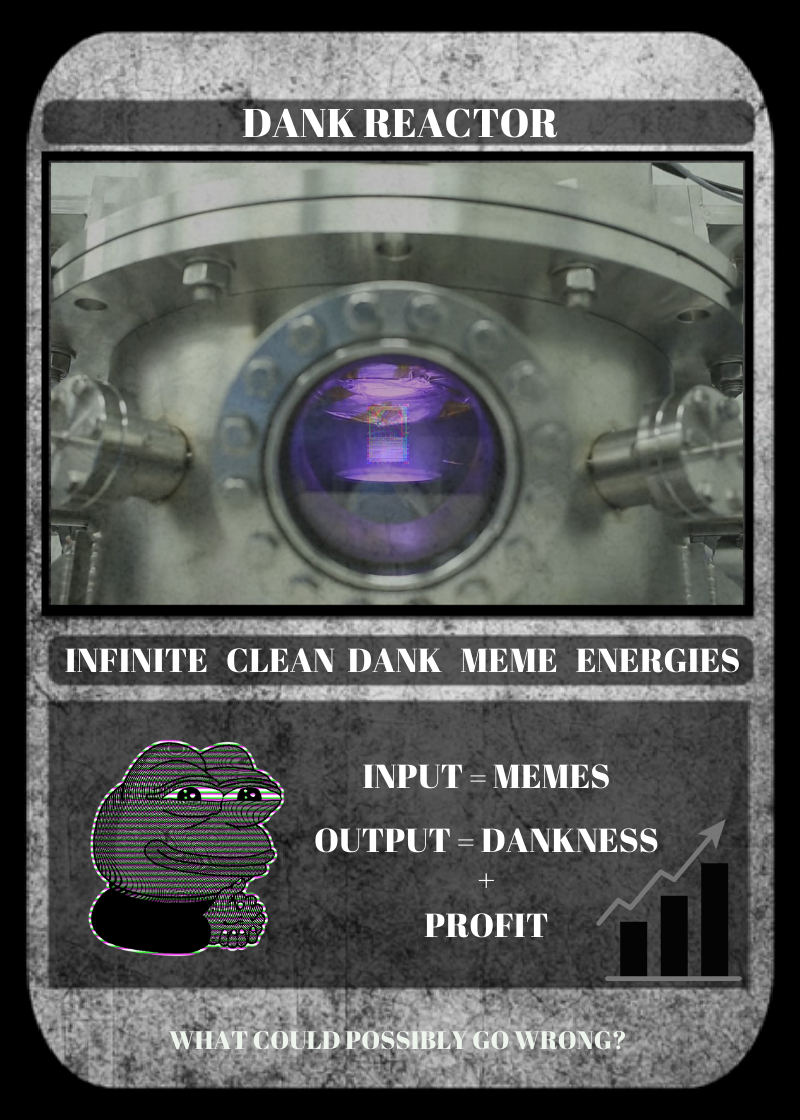 DANK REACTOR
INFINITE CLEAN DANK MEME ENERGIES
INPUT = MEMES
OUTPUT = DANKNESS
+
PROFIT
WHAT COULD POSSIBLY GO WRONG?